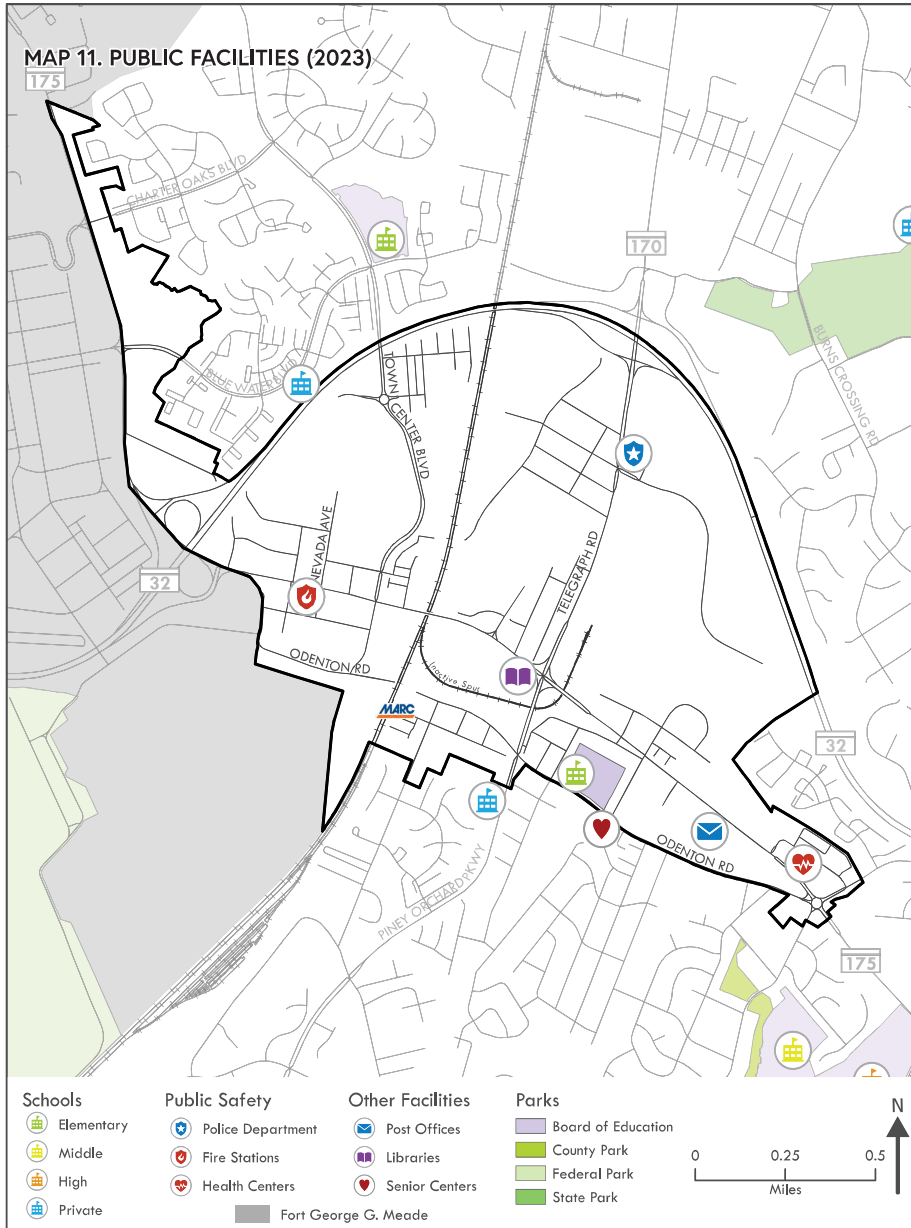 MAP 11. PUBLIC FACILITIES (2023)
175
CHARTER OAKS BLVD
170
BURNS CROSSING RD
BLUE WATER BLVD
TOWN CENTER BLVD
NEVADA AVE
32
TELEGRAPH RD
ODENTON RD
Inactive Spur
MARC
32
ODENTON RD
PINEY ORCHARD PKWY
175
Schools
Elementary
Middle
High
Private
Public Safety
Police Department
Fire Stations
Health Centers
Other Facilities
Post Offices
Libraries
Senior Centers
Fort George G. Meade
Parks
Board of Education
County Park
Federal Park
State Park
0 0.25 0.5
Miles
N